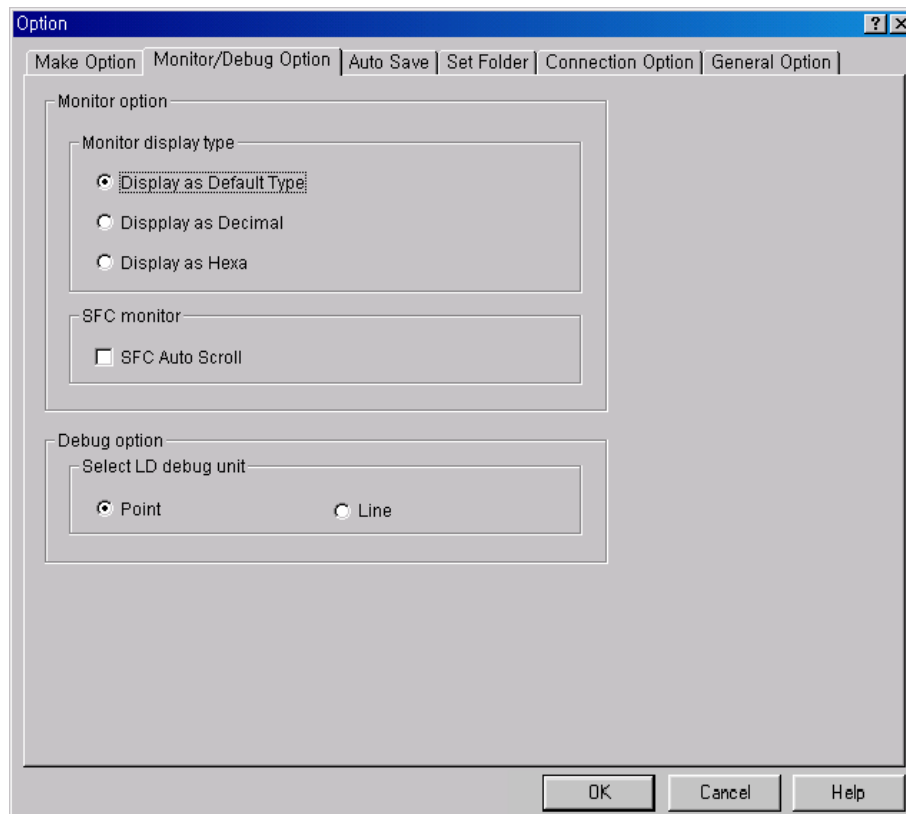 Option
Make Option Monitor/Debug Option Auto Save Set Folder Connection Option General Option
Monitor option
Monitor display type
Display as Default Type
Dispplay as Decimal
Display as Hexa
SFC monitor
SFC Auto Scroll
Debug option
Select LD debug unit
Point Line
OK Cancel Help